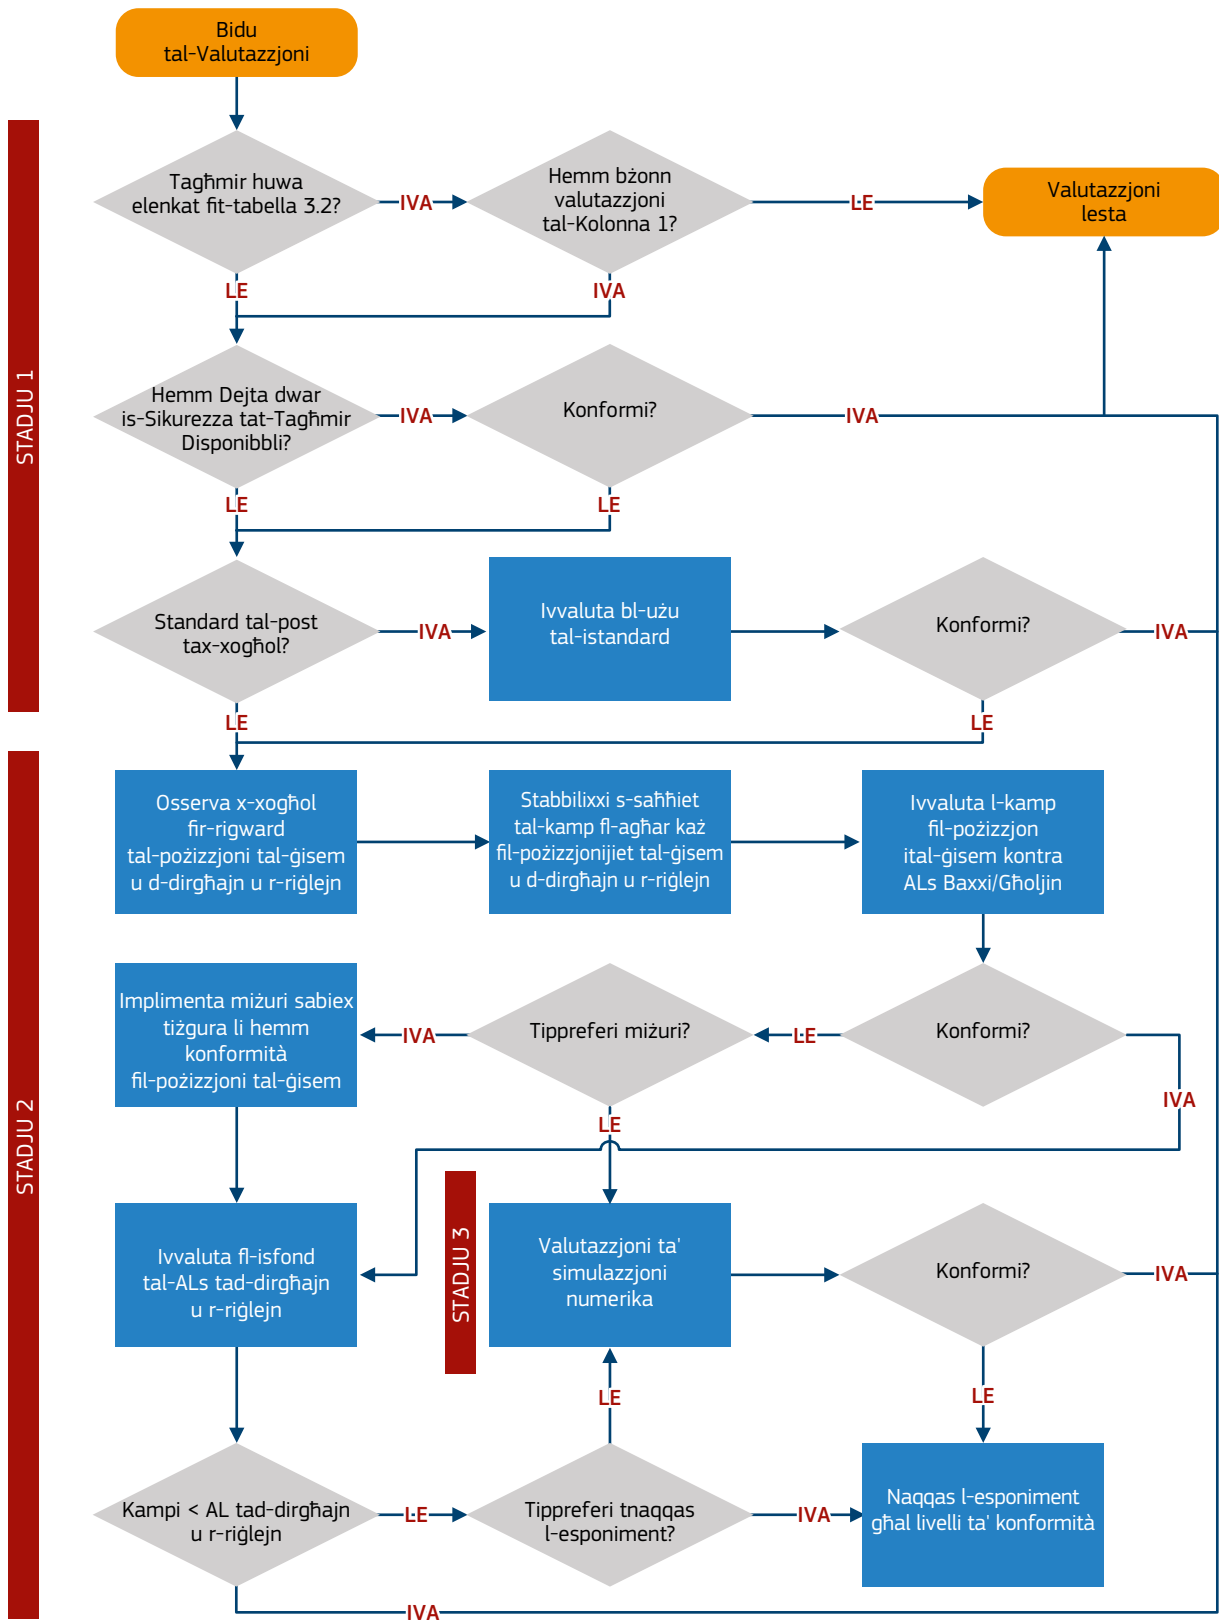 Bidu
tal-Valutazzjoni
STADJU 1
Tagħmir huwa
elenkat fit-tabella 3.2?
IVA
Hemm bżonn
valutazzjoni
tal-Kolonna 1?
LE
Valutazzjoni
lesta
LE
IVA
Hemm Dejta dwar
is-Sikurezza tat-Tagħmir
Disponibbli?
IVA
Konformi?
IVA
LE
LE
Standard tal-post
tax-xogħol?
IVA
Ivvaluta bl-użu
tal-istandard
Konformi?
IVA
LE
LE
STADJU 2
Osserva x-xogħol
fir-rigward
tal-pożizzjoni tal-ġisem
u d-dirgħajn u r-riġlejn
Stabbilixxi s-saħħiet
tal-kamp fl-agħar każ
fil-pożizzjonijiet tal-ġisem
u d-dirgħajn u r-riġlejn
Ivvaluta l-kamp
fil-pożizzjon
ital-ġisem kontra
ALs Baxxi/Għoljin
Implimenta miżuri sabiex
tiżgura li hemm
konformità
fil-pożizzjoni tal-ġisem
IVA
Tippreferi miżuri?
LE
Konformi?
IVA
LE
STADJU 3
Ivvaluta fl-isfond
tal-ALs tad-dirgħajn
u r-riġlejn
Valutazzjoni ta'
simulazzjoni
numerika
Konformi?
IVA
LE
LE
Kampi < AL tad-dirgħajn
u r-riġlejn
LE
Tippreferi tnaqqas
l-esponiment?
IVA
Naqqas l-esponiment
għal livelli ta' konformità
IVA